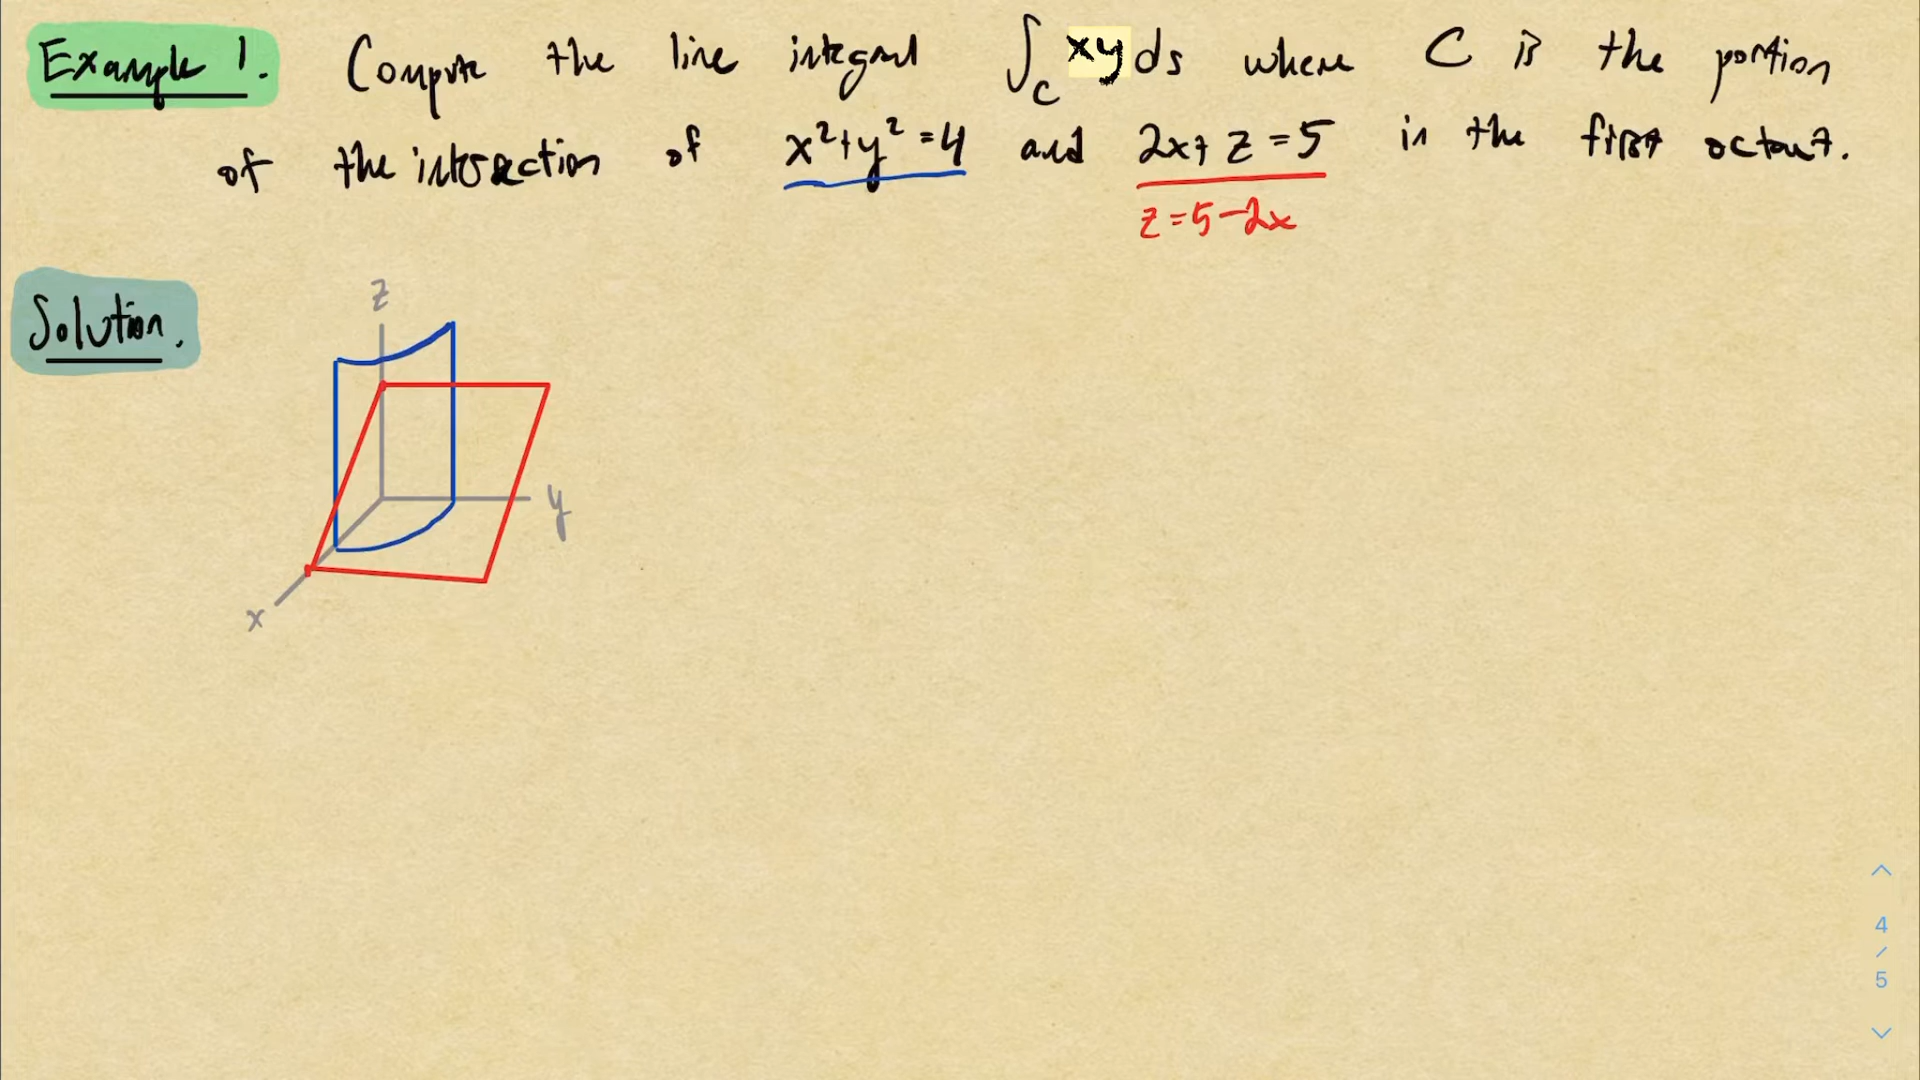 Example 1. Compute the line integral ∫_C xy ds where C is the portion
of the intersection of x²+y²=4 and 2x+z=5 in the first octant.
z=5-2x
Solution.
z
y
x
4
/
5